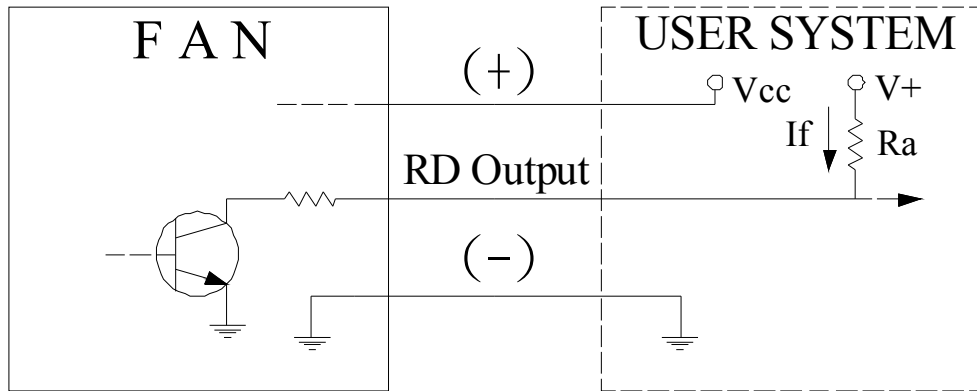 F A N
USER SYSTEM
(+)
Vcc
V+
If
Ra
RD Output
(-)